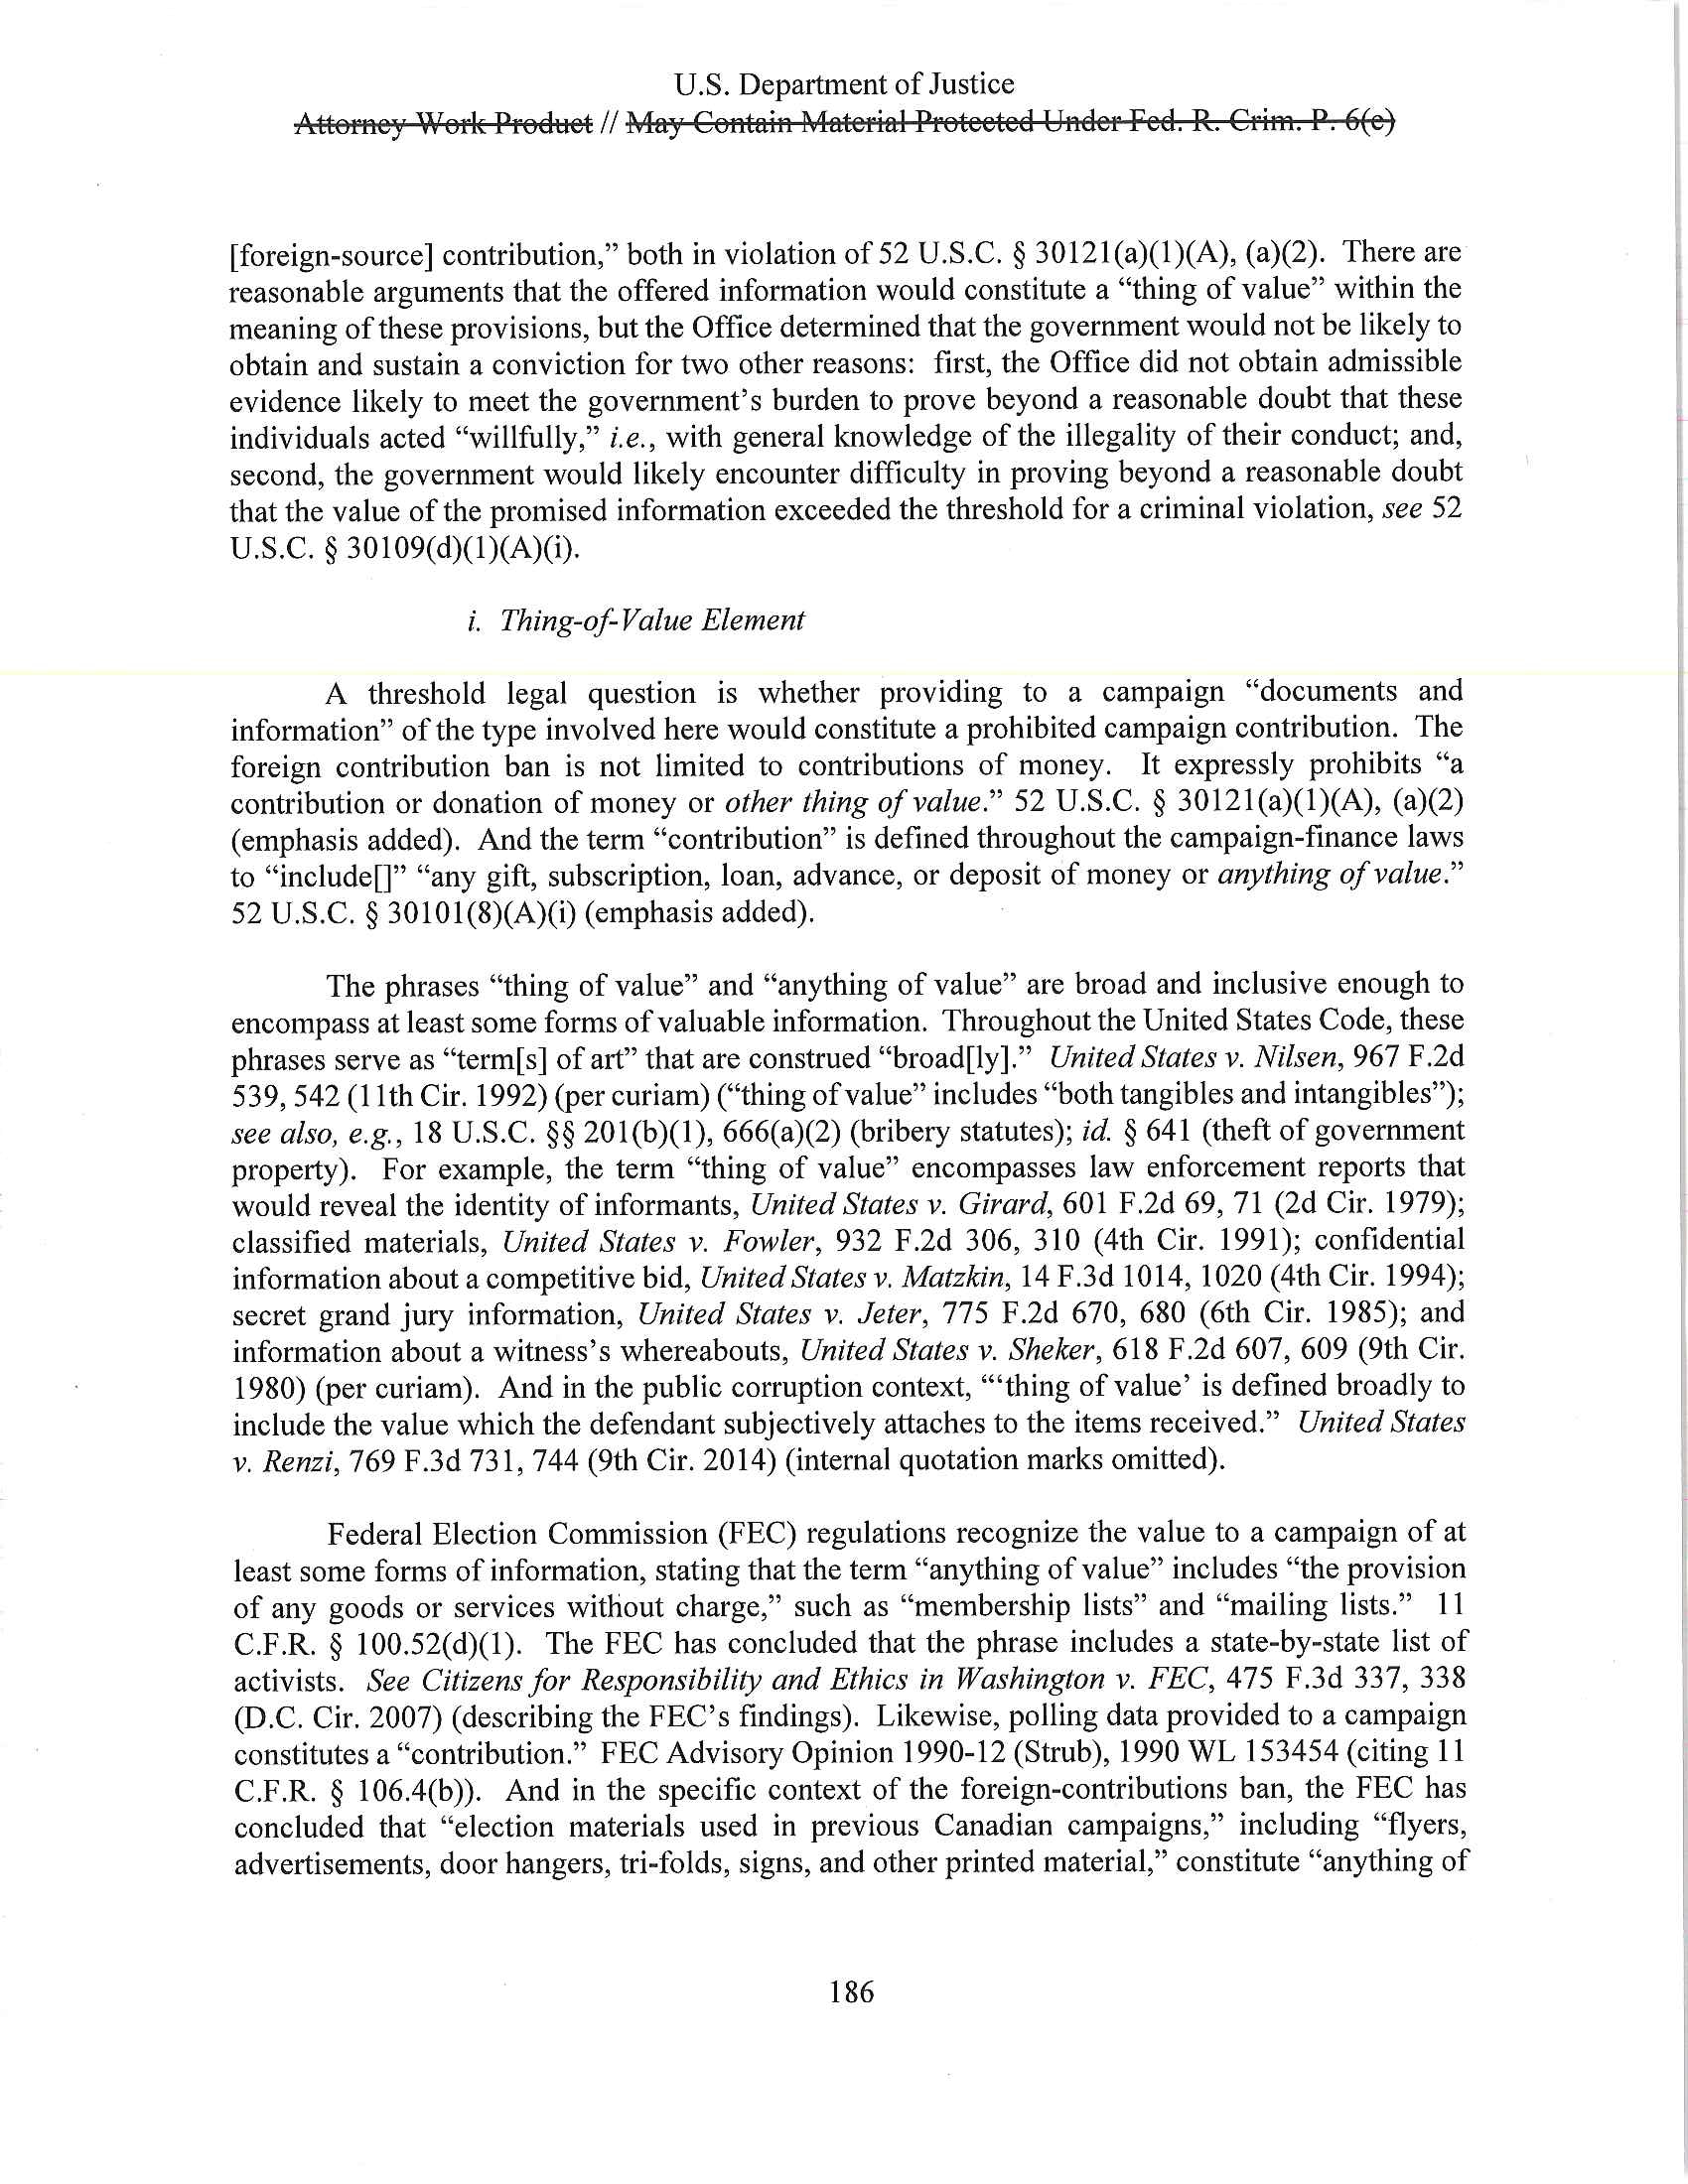 U.S. Department of Justice
Attorney Work Product // May Contain Material Protected Under Fed. R. Crim. P. 6(e)
[foreign-source] contribution,” both in violation of 52 U.S.C. § 30121(a)(1)(A), (a)(2). There are
reasonable arguments that the offered information would constitute a “thing of value” within the
meaning of these provisions, but the Office determined that the government would not be likely to
obtain and sustain a conviction for two other reasons: first, the Office did not obtain admissible
evidence likely to meet the government’s burden to prove beyond a reasonable doubt that these
individuals acted “willfully,” i.e., with general knowledge of the illegality of their conduct; and,
second, the government would likely encounter difficulty in proving beyond a reasonable doubt
that the value of the promised information exceeded the threshold for a criminal violation, see 52
U.S.C. § 30109(d)(1)(A)(i).
i. Thing-of-Value Element
A threshold legal question is whether providing to a campaign “documents and
information” of the type involved here would constitute a prohibited campaign contribution. The
foreign contribution ban is not limited to contributions of money. It expressly prohibits “a
contribution or donation of money or other thing of value.” 52 U.S.C. § 30121(a)(1)(A), (a)(2)
(emphasis added). And the term “contribution” is defined throughout the campaign-finance laws
to “include[]” “any gift, subscription, loan, advance, or deposit of money or anything of value.”
52 U.S.C. § 30101(8)(A)(i) (emphasis added).
The phrases “thing of value” and “anything of value” are broad and inclusive enough to
encompass at least some forms of valuable information. Throughout the United States Code, these
phrases serve as “term[s] of art” that are construed “broad[ly].” United States v. Nilsen, 967 F.2d
539, 542 (11th Cir. 1992) (per curiam) (“thing of value” includes “both tangibles and intangibles”);
see also, e.g., 18 U.S.C. §§ 201(b)(1), 666(a)(2) (bribery statutes); id. § 641 (theft of government
property). For example, the term “thing of value” encompasses law enforcement reports that
would reveal the identity of informants, United States v. Girard, 601 F.2d 69, 71 (2d Cir. 1979);
classified materials, United States v. Fowler, 932 F.2d 306, 310 (4th Cir. 1991); confidential
information about a competitive bid, United States v. Matzkin, 14 F.3d 1014, 1020 (4th Cir. 1994);
secret grand jury information, United States v. Jeter, 775 F.2d 670, 680 (6th Cir. 1985); and
information about a witness’s whereabouts, United States v. Sheker, 618 F.2d 607, 609 (9th Cir.
1980) (per curiam). And in the public corruption context, “‘thing of value’ is defined broadly to
include the value which the defendant subjectively attaches to the items received.” United States
v. Renzi, 769 F.3d 731, 744 (9th Cir. 2014) (internal quotation marks omitted).
Federal Election Commission (FEC) regulations recognize the value to a campaign of at
least some forms of information, stating that the term “anything of value” includes “the provision
of any goods or services without charge,” such as “membership lists” and “mailing lists.” 11
C.F.R. § 100.52(d)(1). The FEC has concluded that the phrase includes a state-by-state list of
activists. See Citizens for Responsibility and Ethics in Washington v. FEC, 475 F.3d 337, 338
(D.C. Cir. 2007) (describing the FEC’s findings). Likewise, polling data provided to a campaign
constitutes a “contribution.” FEC Advisory Opinion 1990-12 (Strub), 1990 WL 153454 (citing 11
C.F.R. § 106.4(b)). And in the specific context of the foreign-contributions ban, the FEC has
concluded that “election materials used in previous Canadian campaigns,” including “flyers,
advertisements, door hangers, tri-folds, signs, and other printed material,” constitute “anything of
186